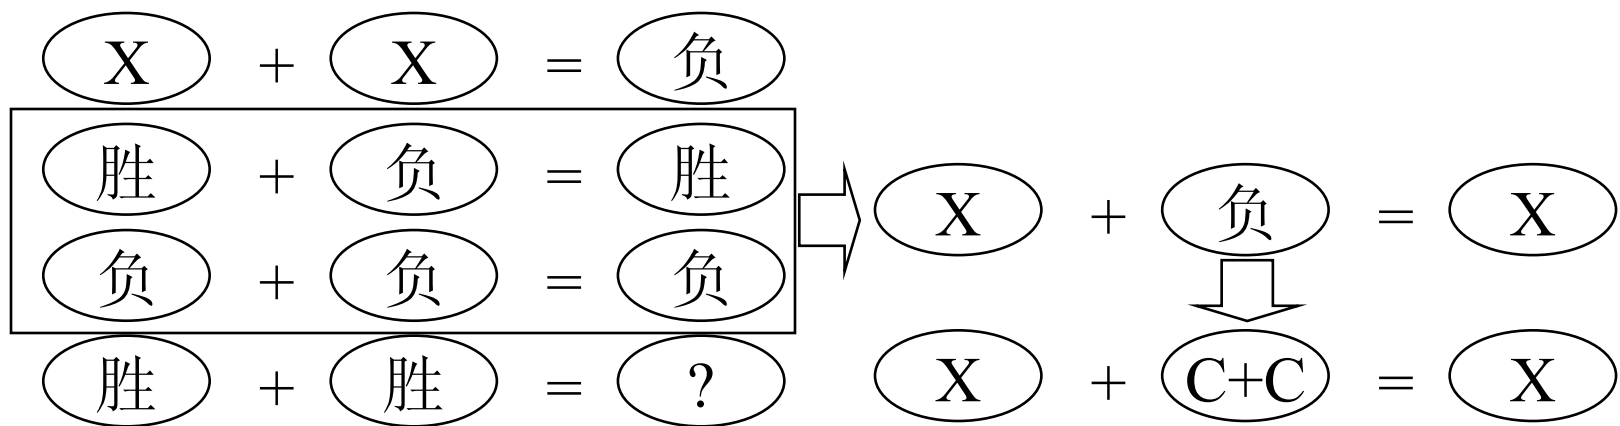 X + X = 负
胜 + 负 = 胜
负 + 负 = 负
胜 + 胜 = ?
X + 负 = X
X + C+C = X